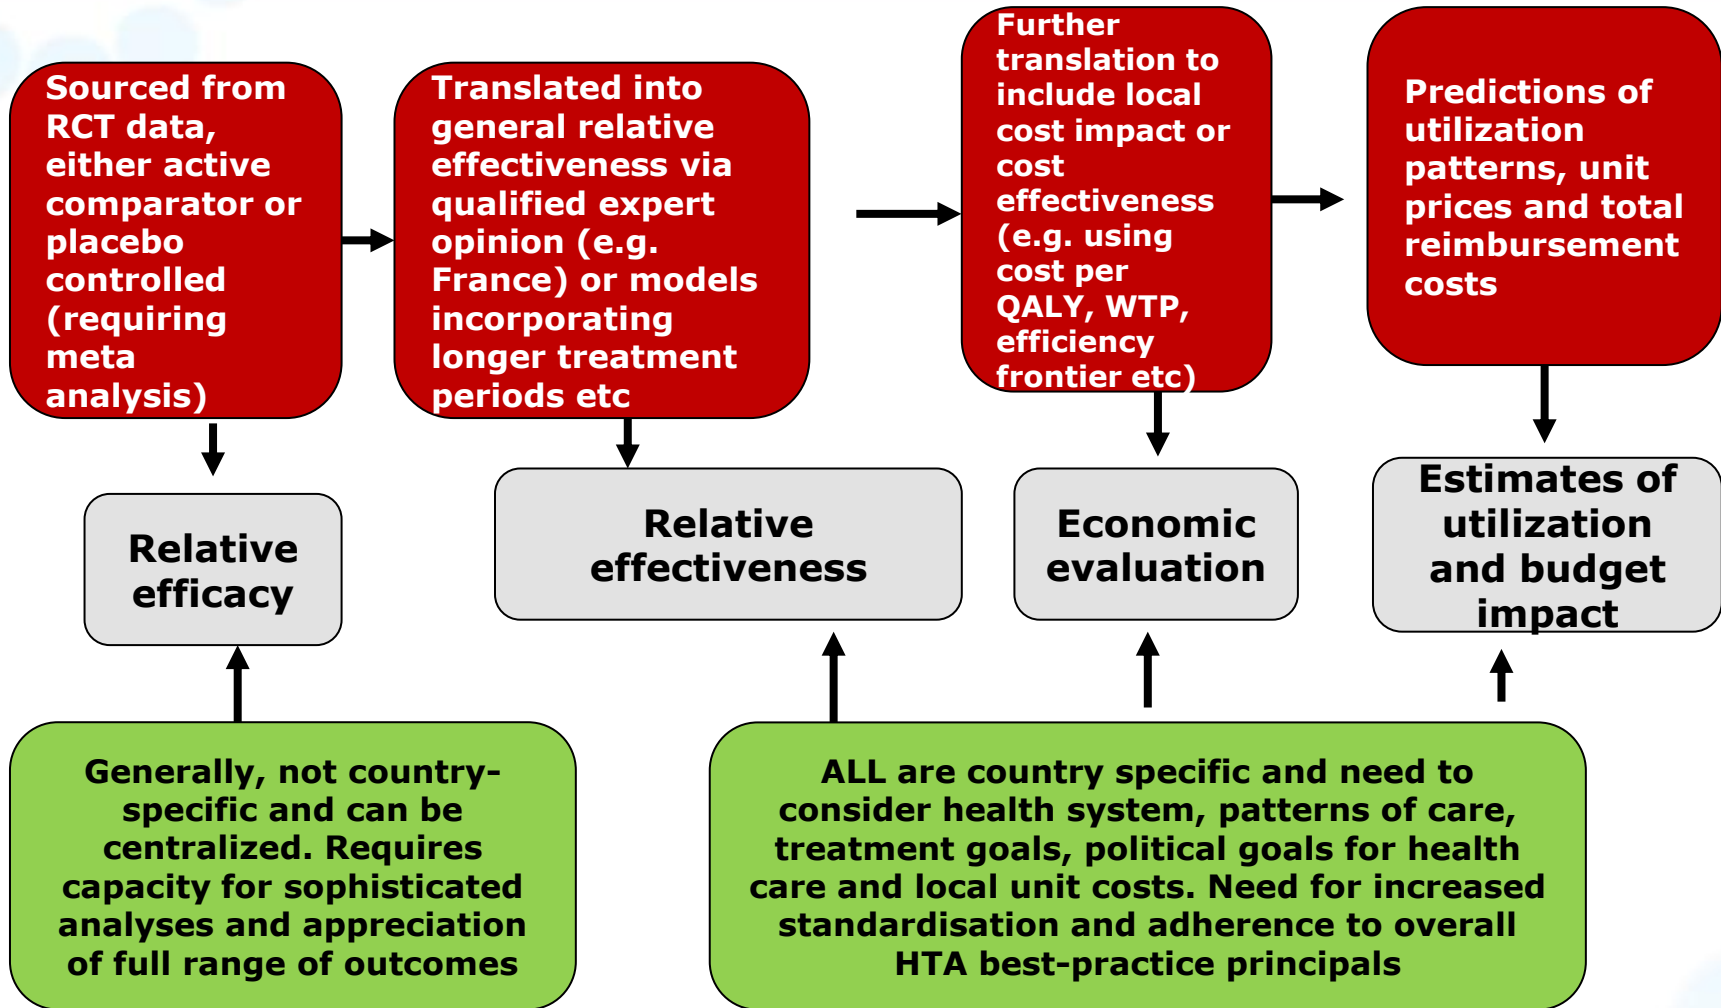 Sourced from
RCT data,
either active
comparator or
placebo
controlled
(requiring
meta
analysis)
Translated into
general relative
effectiveness via
qualified expert
opinion (e.g.
France) or models
incorporating
longer treatment
periods etc
Further
translation to
include local
cost impact or
cost
effectiveness
(e.g. using
cost per
QALY, WTP,
efficiency
frontier etc)
Predictions of
utilization
patterns, unit
prices and total
reimbursement
costs
Relative
efficacy
Relative
effectiveness
Economic
evaluation
Estimates of
utilization
and budget
impact
Generally, not country-
specific and can be
centralized. Requires
capacity for sophisticated
analyses and appreciation
of full range of outcomes
ALL are country specific and need to
consider health system, patterns of care,
treatment goals, political goals for health
care and local unit costs. Need for increased
standardisation and adherence to overall
HTA best-practice principals